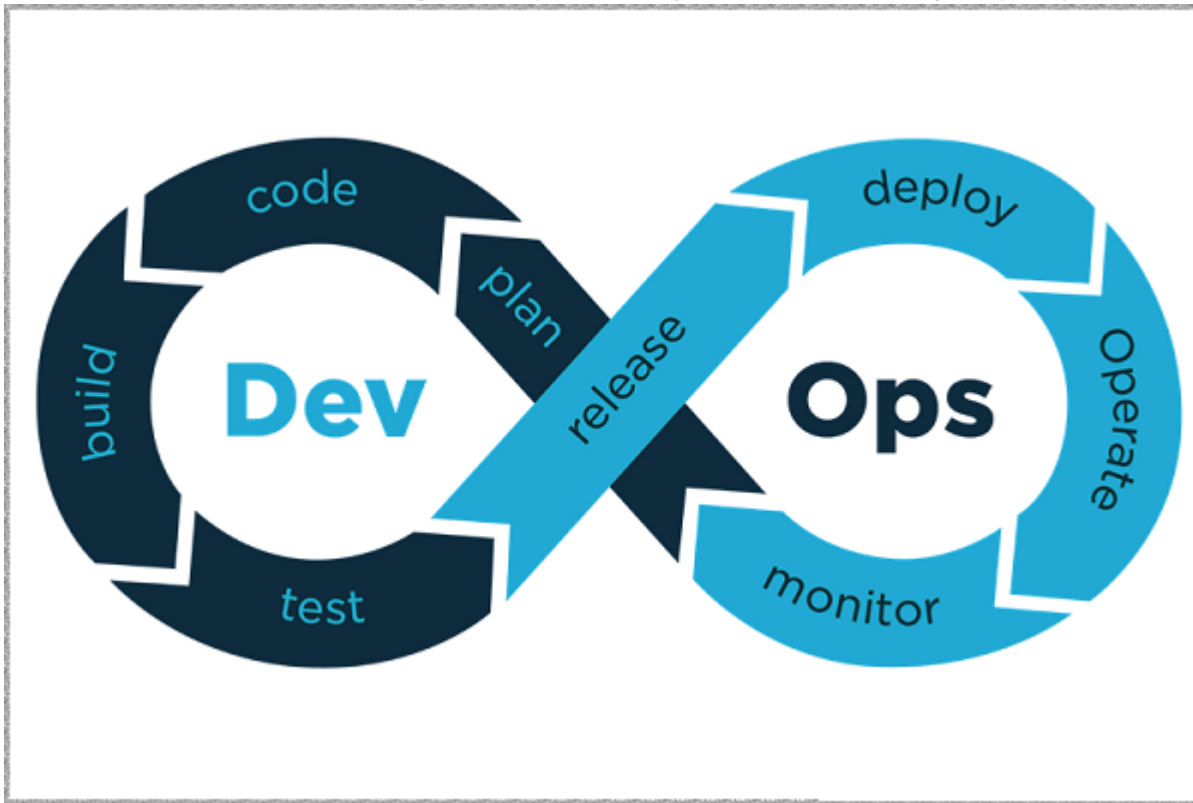 code
deploy
plan
release
build
Dev
Ops
Operate
test
monitor